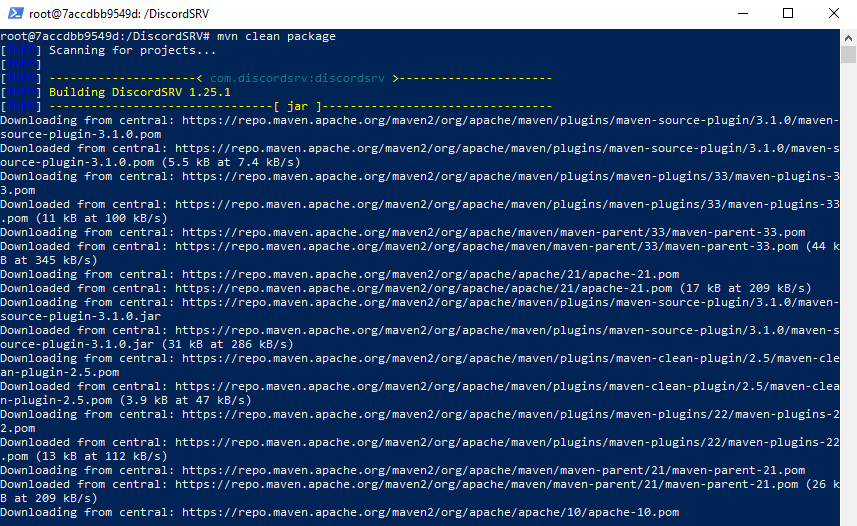 root@7accdbb9549d: /DiscordSRV
root@7accdbb9549d:/DiscordSRV# mvn clean package
[INFO] Scanning for projects...
[INFO]
[INFO] ---------------------< com.discordsrv:discordsrv >----------------------
[INFO] Building DiscordSRV 1.25.1
[INFO] --------------------------------[ jar ]---------------------------------
Downloading from central: https://repo.maven.apache.org/maven2/org/apache/maven/plugins/maven-source-plugin/3.1.0/maven-
source-plugin-3.1.0.pom
Downloaded from central: https://repo.maven.apache.org/maven2/org/apache/maven/plugins/maven-source-plugin/3.1.0/maven-s
ource-plugin-3.1.0.pom (5.5 kB at 7.4 kB/s)
Downloading from central: https://repo.maven.apache.org/maven2/org/apache/maven/plugins/maven-plugins/33/maven-plugins-3
3.pom
Downloaded from central: https://repo.maven.apache.org/maven2/org/apache/maven/plugins/maven-plugins/33/maven-plugins-33
.pom (11 kB at 100 kB/s)
Downloading from central: https://repo.maven.apache.org/maven2/org/apache/maven/maven-parent/33/maven-parent-33.pom
Downloaded from central: https://repo.maven.apache.org/maven2/org/apache/maven/maven-parent/33/maven-parent-33.pom (44 k
B at 345 kB/s)
Downloading from central: https://repo.maven.apache.org/maven2/org/apache/apache/21/apache-21.pom
Downloaded from central: https://repo.maven.apache.org/maven2/org/apache/apache/21/apache-21.pom (17 kB at 209 kB/s)
Downloading from central: https://repo.maven.apache.org/maven2/org/apache/maven/plugins/maven-source-plugin/3.1.0/maven-
source-plugin-3.1.0.jar
Downloaded from central: https://repo.maven.apache.org/maven2/org/apache/maven/plugins/maven-source-plugin/3.1.0/maven-s
ource-plugin-3.1.0.jar (31 kB at 286 kB/s)
Downloading from central: https://repo.maven.apache.org/maven2/org/apache/maven/plugins/maven-clean-plugin/2.5/maven-cle
an-plugin-2.5.pom
Downloaded from central: https://repo.maven.apache.org/maven2/org/apache/maven/plugins/maven-clean-plugin/2.5/maven-clea
n-plugin-2.5.pom (3.9 kB at 47 kB/s)
Downloading from central: https://repo.maven.apache.org/maven2/org/apache/maven/plugins/maven-plugins/22/maven-plugins-2
2.pom
Downloaded from central: https://repo.maven.apache.org/maven2/org/apache/maven/plugins/maven-plugins/22/maven-plugins-22
.pom (13 kB at 112 kB/s)
Downloading from central: https://repo.maven.apache.org/maven2/org/apache/maven/maven-parent/21/maven-parent-21.pom
Downloaded from central: https://repo.maven.apache.org/maven2/org/apache/maven/maven-parent/21/maven-parent-21.pom (26 k
B at 209 kB/s)
Downloading from central: https://repo.maven.apache.org/maven2/org/apache/apache/10/apache-10.pom